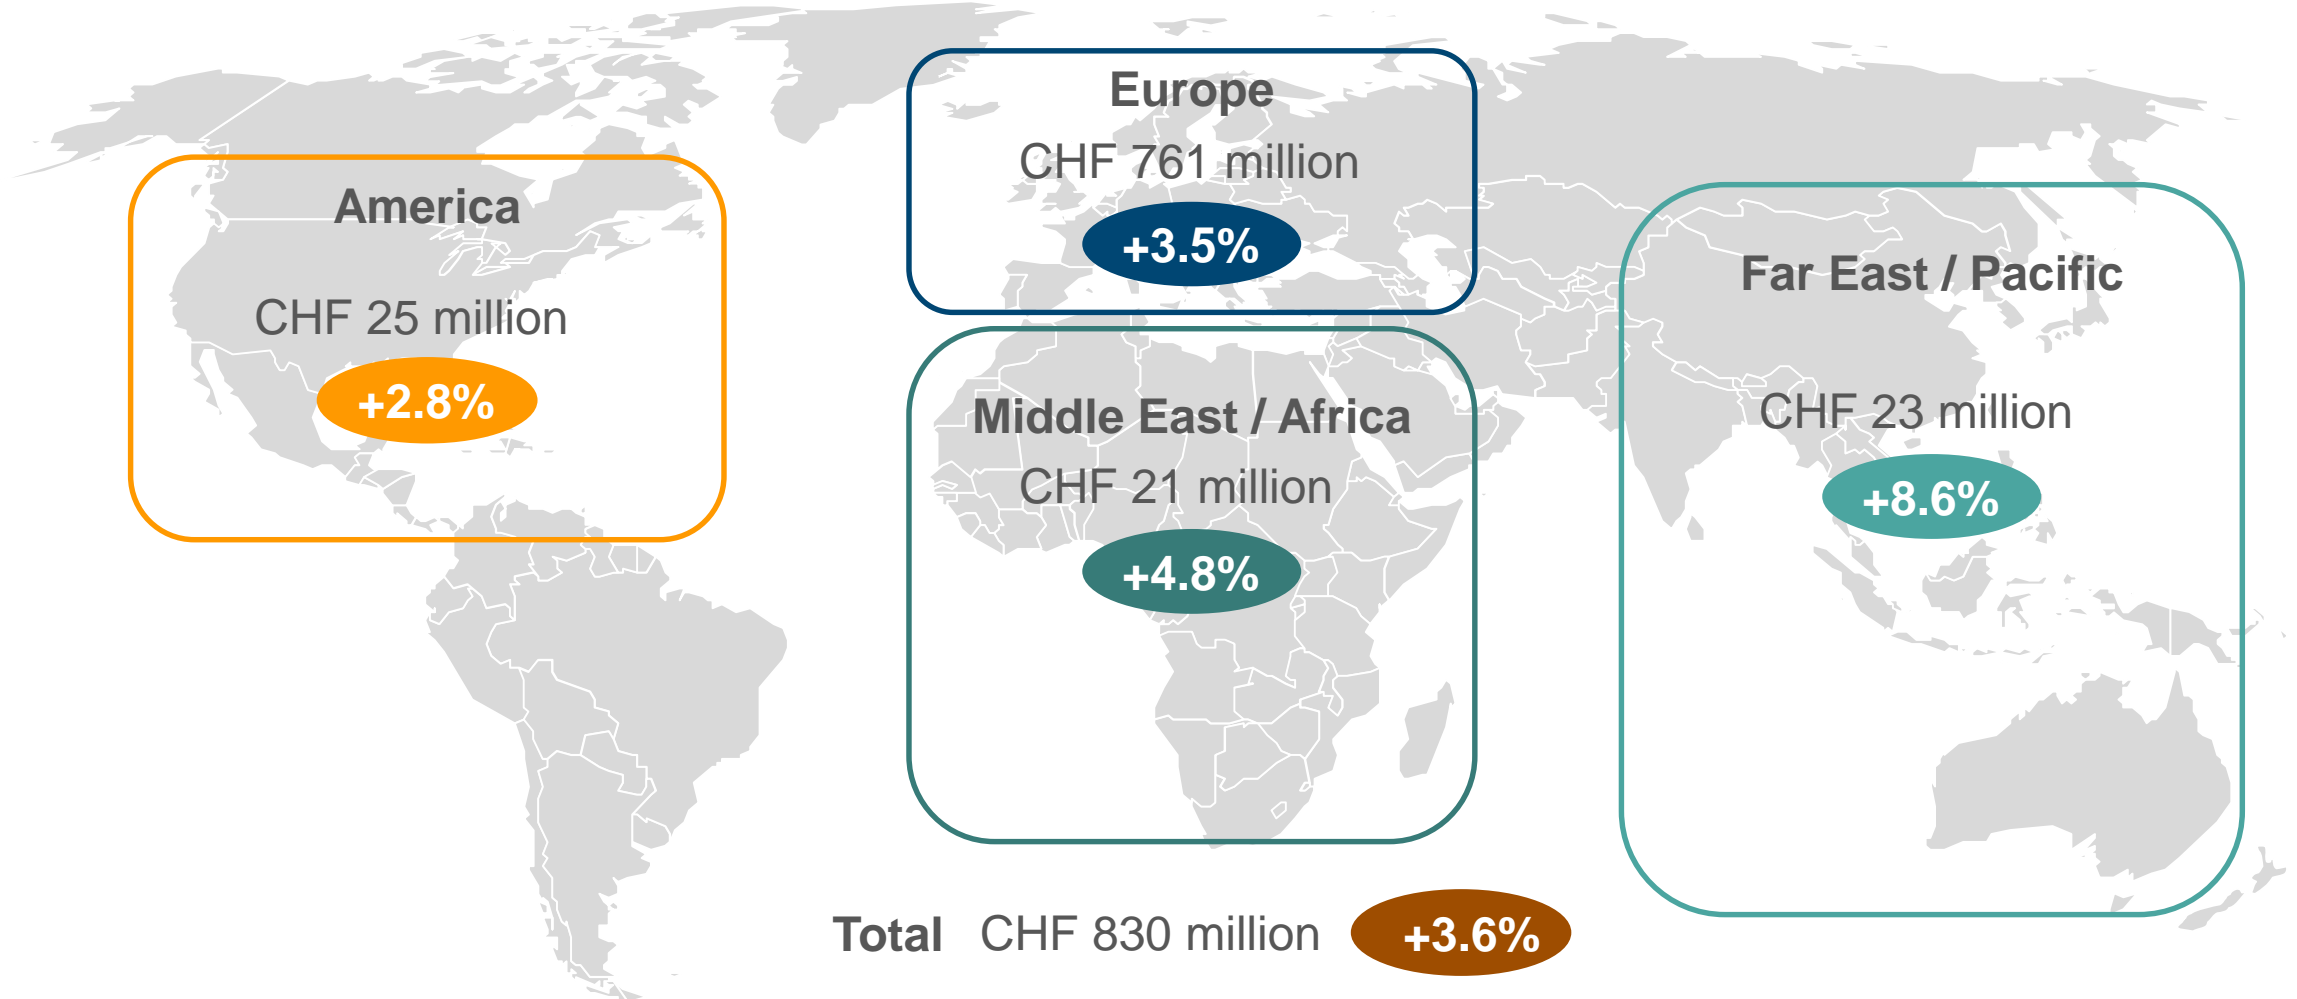 America
CHF 25 million
+2.8%
Europe
CHF 761 million
+3.5%
Middle East / Africa
CHF 21 million
+4.8%
Far East / Pacific
CHF 23 million
+8.6%
Total CHF 830 million +3.6%